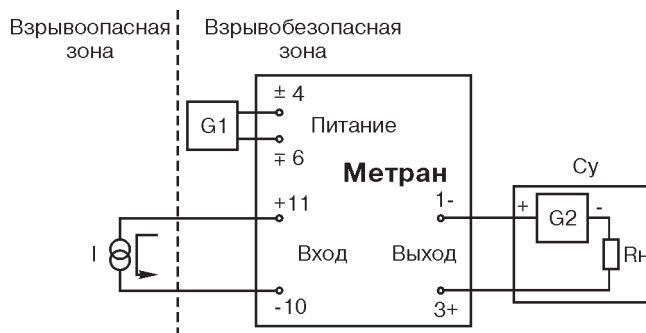 Взрывоопасная
зона
Взрывобезопасная
зона
± 4
G1
Питание
∓ 6
Метран
+11
1-
Су
+ G2 -
I
Вход
Выход
Rн
-10
3+